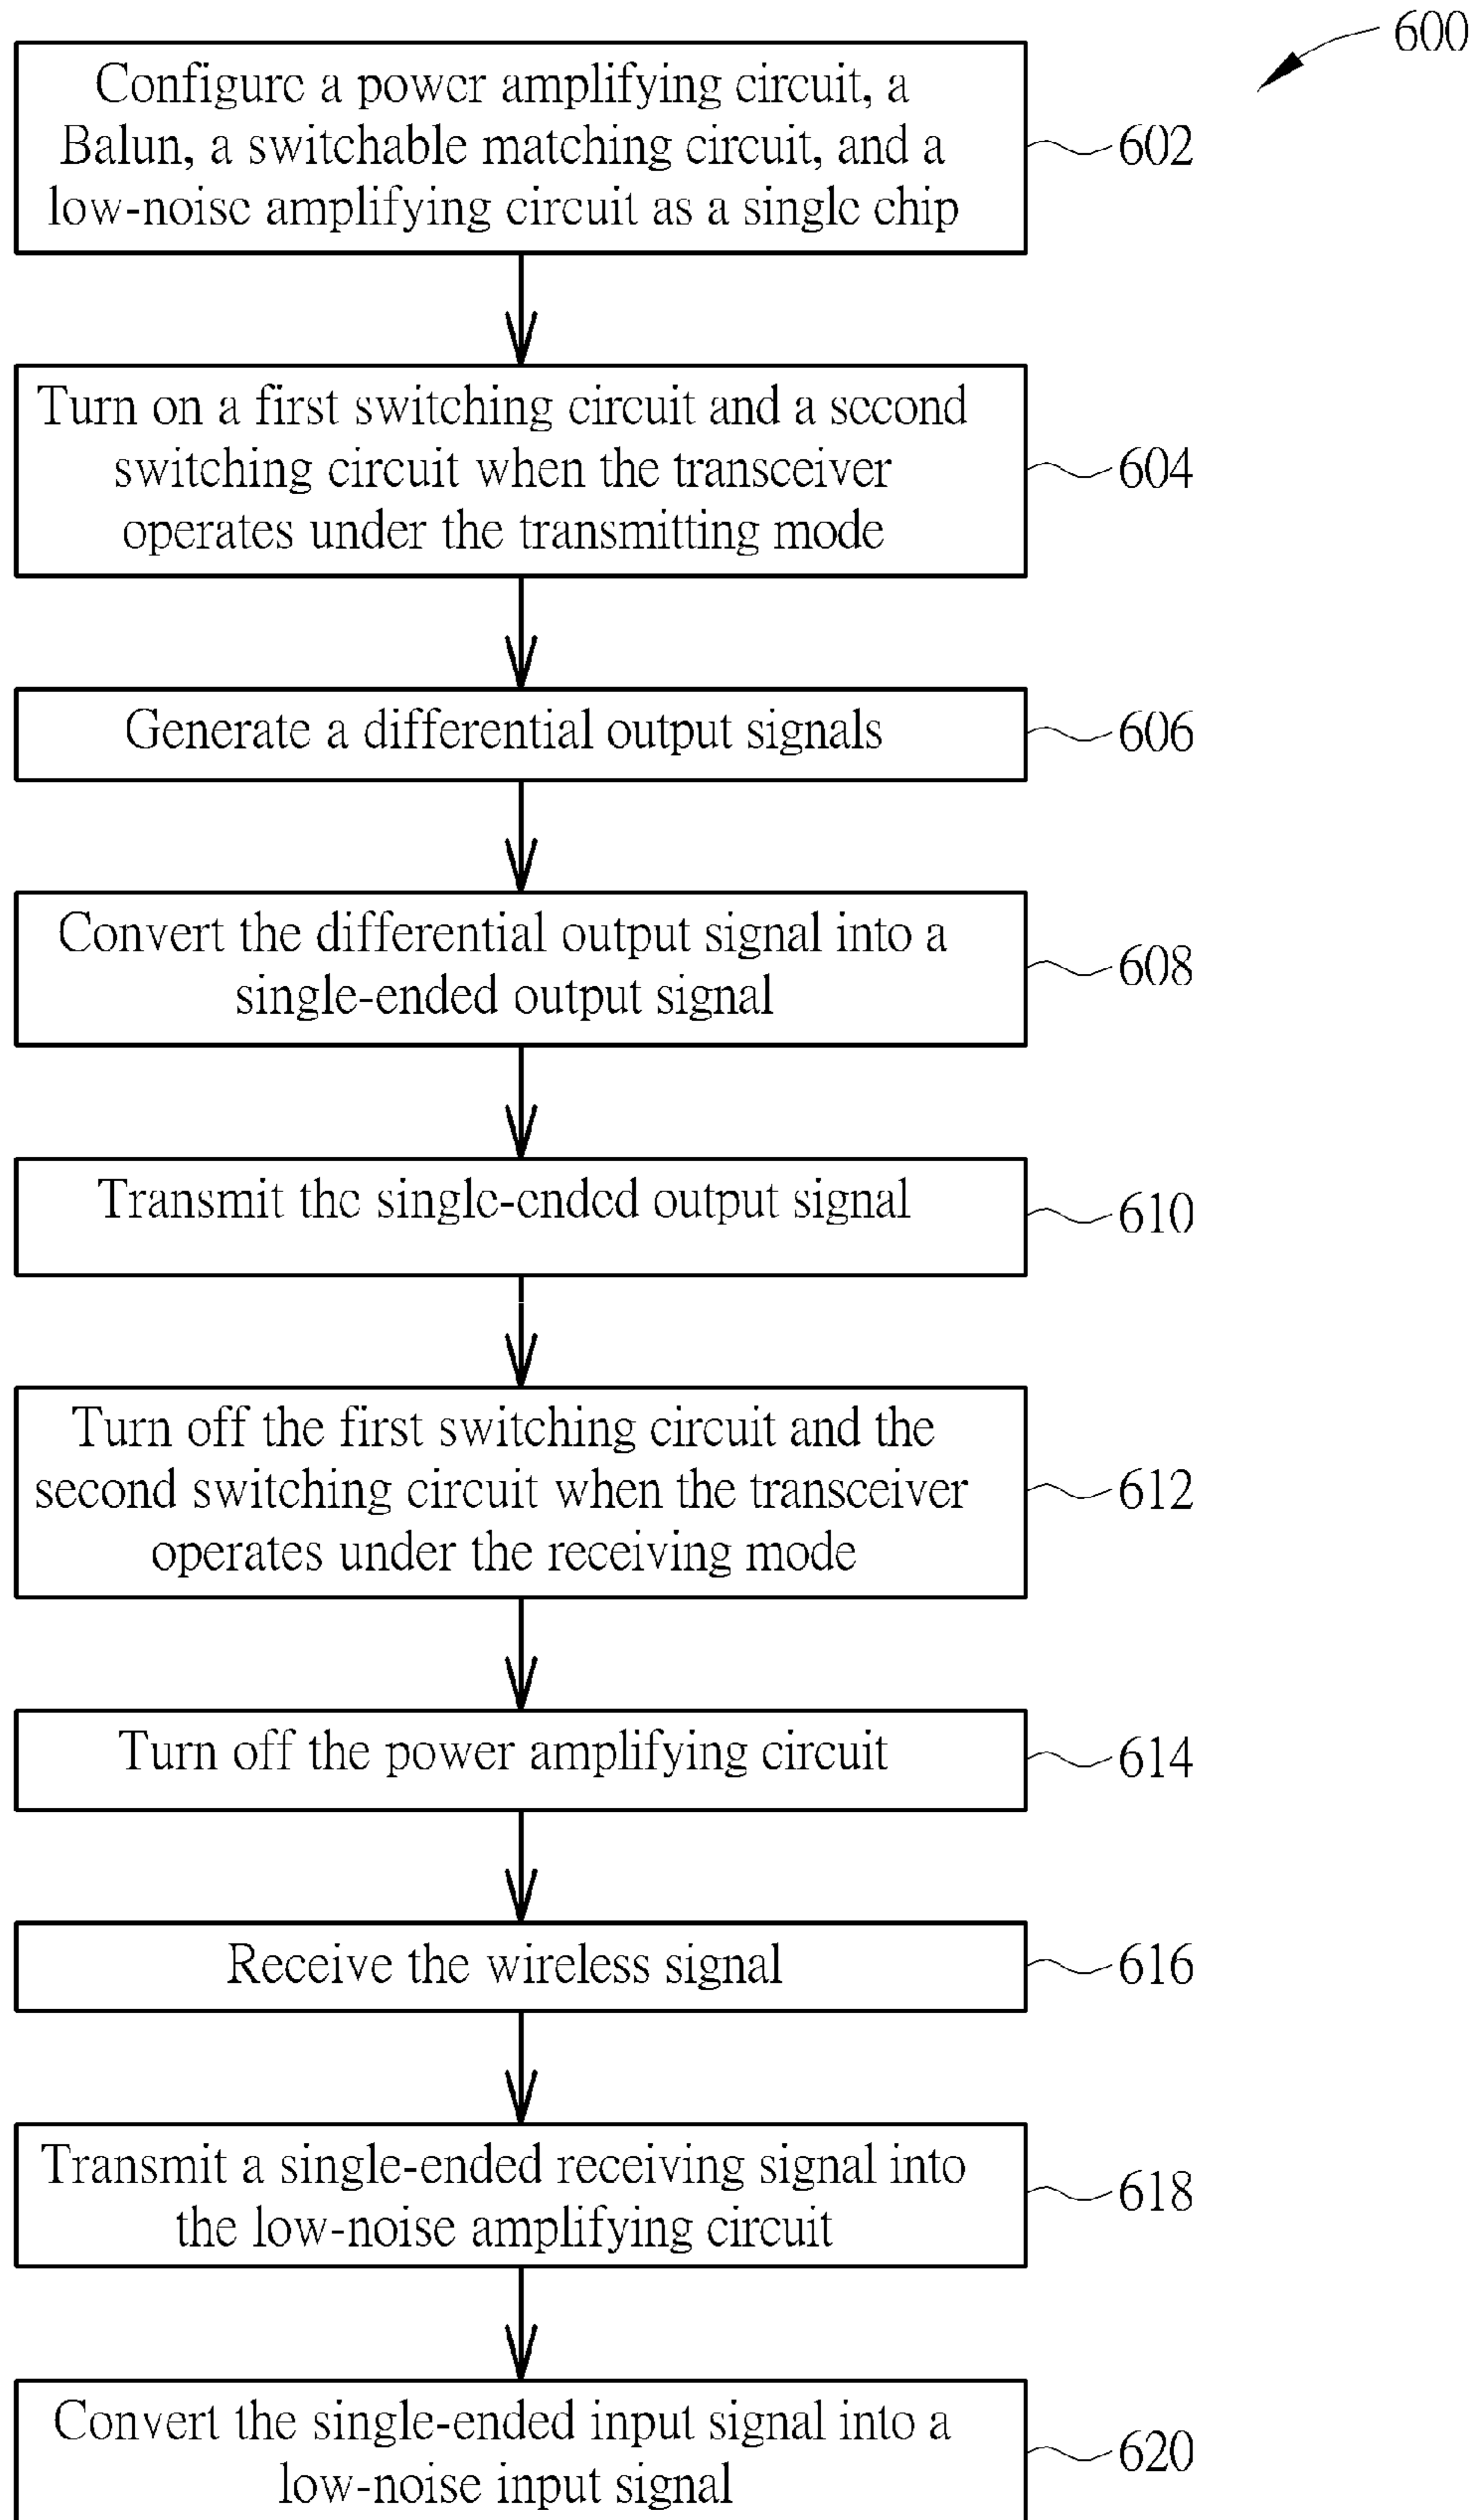 600
Configure a power amplifying circuit, a
Balun, a switchable matching circuit, and a
low-noise amplifying circuit as a single chip
602
Turn on a first switching circuit and a second
switching circuit when the transceiver
operates under the transmitting mode
604
Generate a differential output signals
606
Convert the differential output signal into a
single-ended output signal
608
Transmit the single-ended output signal
610
Turn off the first switching circuit and the
second switching circuit when the transceiver
operates under the receiving mode
612
Turn off the power amplifying circuit
614
Receive the wireless signal
616
Transmit a single-ended receiving signal into
the low-noise amplifying circuit
618
Convert the single-ended input signal into a
low-noise input signal
620